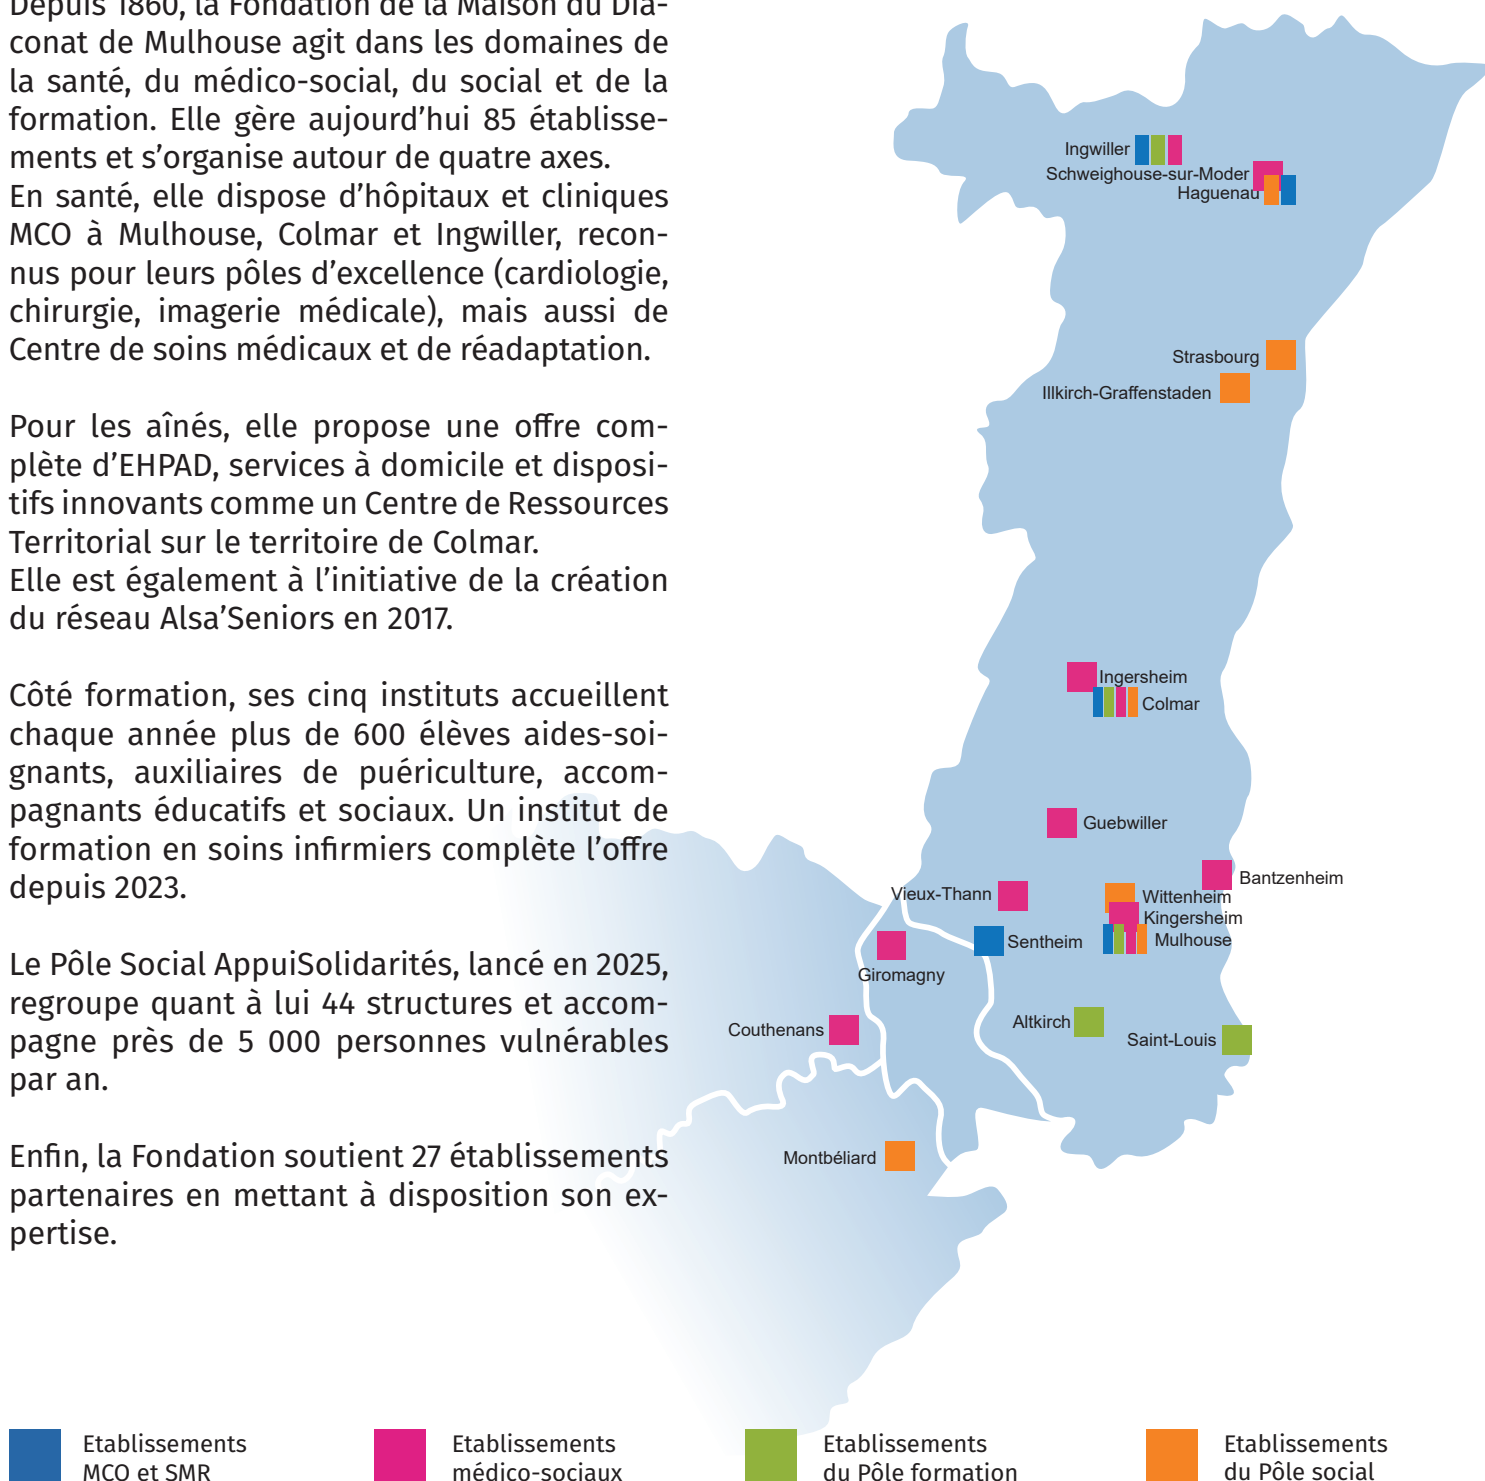 Depuis 1860, la Fondation de la Maison du Dia-
conat de Mulhouse agit dans les domaines de
la santé, du médico-social, du social et de la
formation. Elle gère aujourd’hui 85 établisse-
ments et s’organise autour de quatre axes.
En santé, elle dispose d’hôpitaux et cliniques
MCO à Mulhouse, Colmar et Ingwiller, recon-
nus pour leurs pôles d’excellence (cardiologie,
chirurgie, imagerie médicale), mais aussi de
Centre de soins médicaux et de réadaptation.
Pour les aînés, elle propose une offre com-
plète d’EHPAD, services à domicile et disposi-
tifs innovants comme un Centre de Ressources
Territorial sur le territoire de Colmar.
Elle est également à l’initiative de la création
du réseau Alsa’Seniors en 2017.
Côté formation, ses cinq instituts accueillent
chaque année plus de 600 élèves aides-soi-
gnants, auxiliaires de puériculture, accom-
pagnants éducatifs et sociaux. Un institut de
formation en soins infirmiers complète l’offre
depuis 2023.
Le Pôle Social AppuiSolidarités, lancé en 2025,
regroupe quant à lui 44 structures et accom-
pagne près de 5 000 personnes vulnérables
par an.
Enfin, la Fondation soutient 27 établissements
partenaires en mettant à disposition son ex-
pertise.
Ingwiller
Schweighouse-sur-Moder
Haguenau
Strasbourg
Illkirch-Graffenstaden
Ingersheim
Colmar
Guebwiller
Bantzenheim
Vieux-Thann
Wittenheim
Kingersheim
Mulhouse
Sentheim
Giromagny
Couthenans
Altkirch
Saint-Louis
Montbéliard
Etablissements
MCO et SMR
Etablissements
médico-sociaux
Etablissements
du Pôle formation
Etablissements
du Pôle social